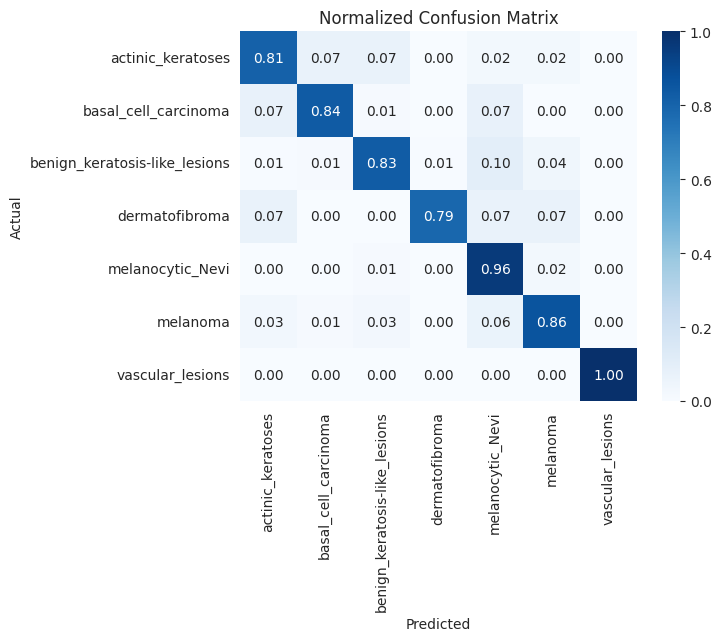 Normalized Confusion Matrix
actinic_keratoses 0.81 0.07 0.07 0.00 0.02 0.02 0.00
basal_cell_carcinoma 0.07 0.84 0.01 0.00 0.07 0.00 0.00
benign_keratosis-like_lesions 0.01 0.01 0.83 0.01 0.10 0.04 0.00
dermatofibroma 0.07 0.00 0.00 0.79 0.07 0.07 0.00
melanocytic_Nevi 0.00 0.00 0.01 0.00 0.96 0.02 0.00
melanoma 0.03 0.01 0.03 0.00 0.06 0.86 0.00
vascular_lesions 0.00 0.00 0.00 0.00 0.00 0.00 1.00
Actual
actinic_keratoses
basal_cell_carcinoma
benign_keratosis-like_lesions
dermatofibroma
melanocytic_Nevi
melanoma
vascular_lesions
Predicted
1.0
0.8
0.6
0.4
0.2
0.0